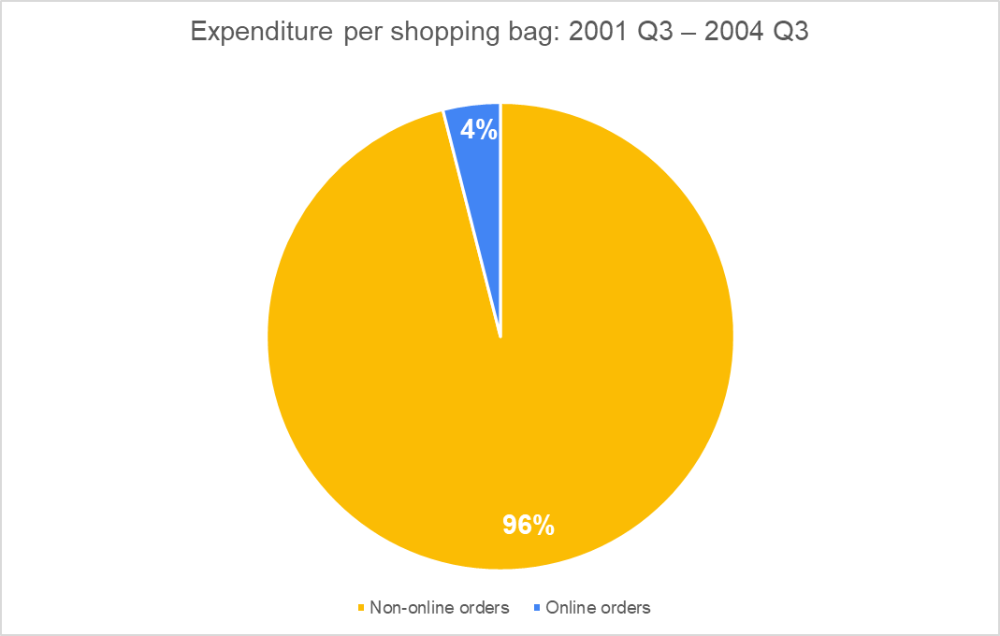 Expenditure per shopping bag: 2001 Q3 – 2004 Q3
4%
96%
Non-online orders Online orders